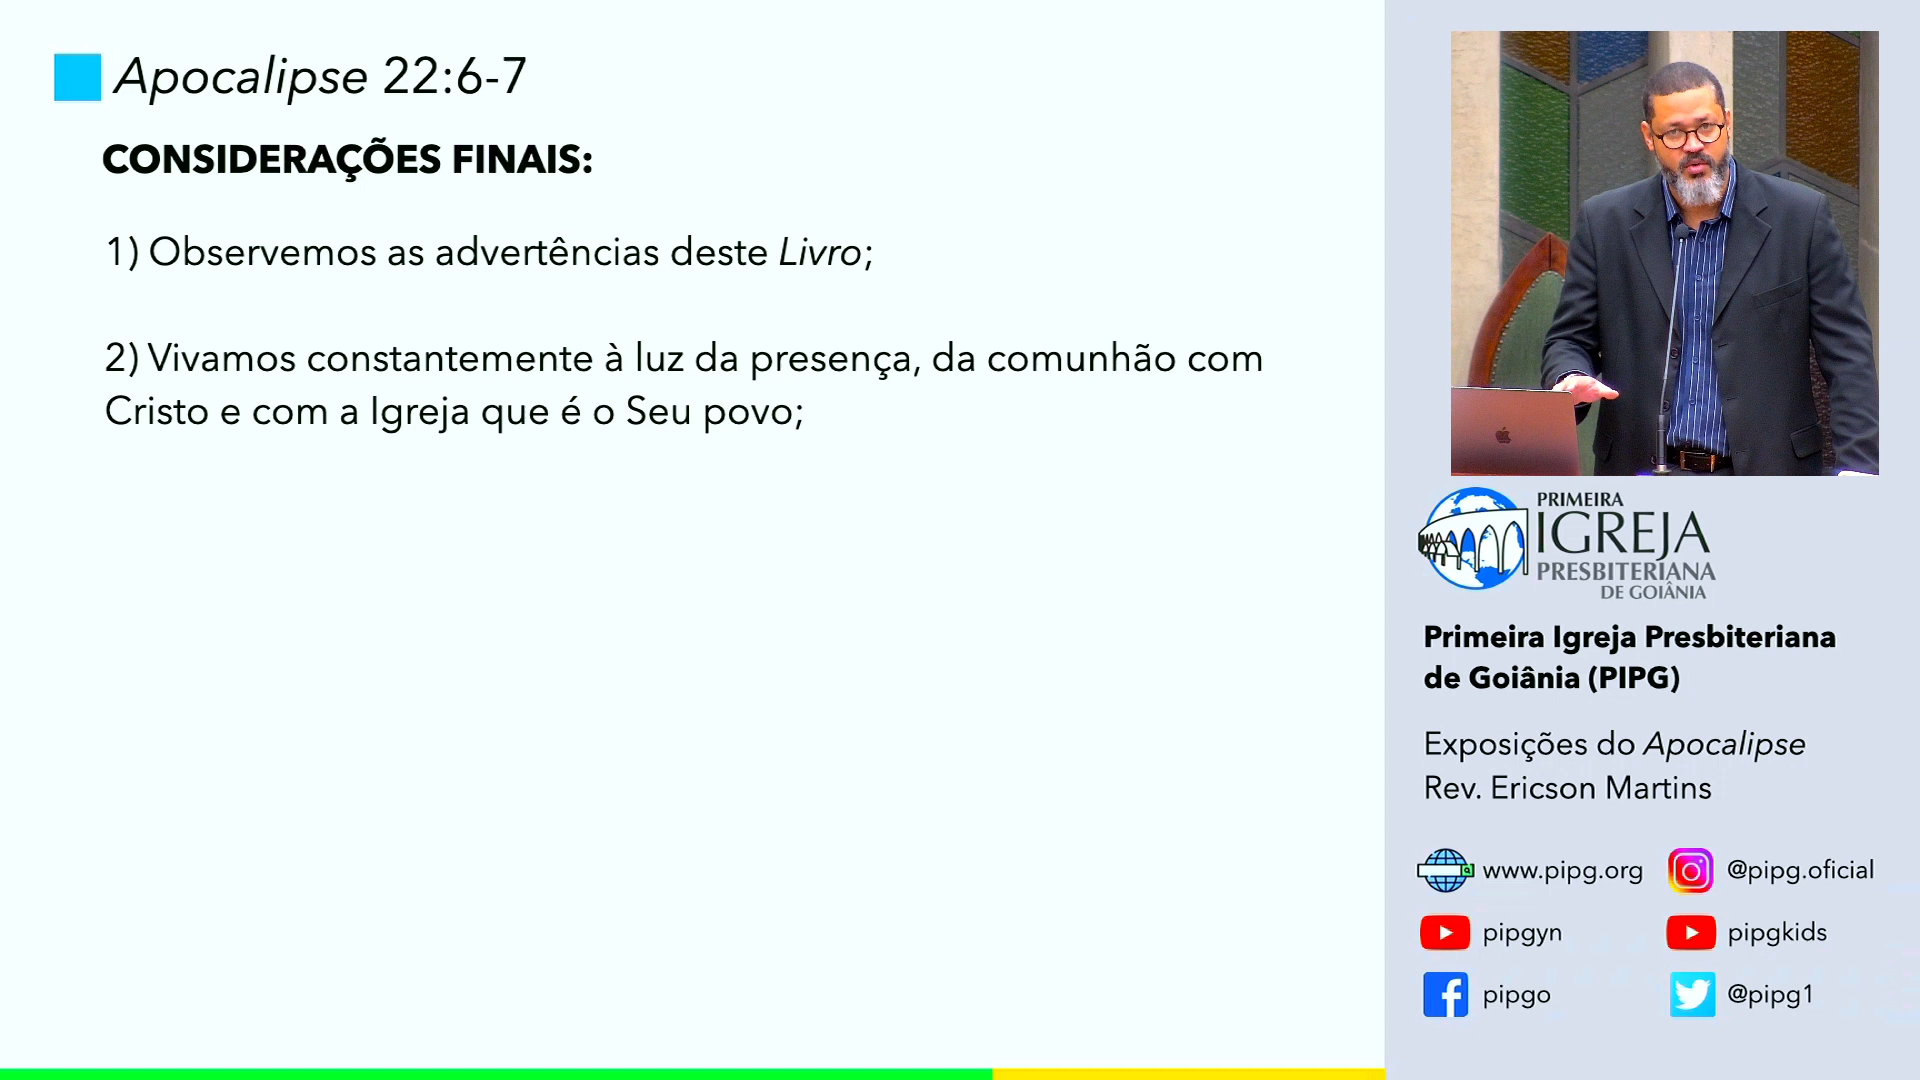 Apocalipse 22:6-7
CONSIDERAÇÕES FINAIS:
1) Observemos as advertências deste Livro;
2) Vivamos constantemente à luz da presença, da comunhão com
Cristo e com a Igreja que é o Seu povo;
PRIMEIRA
IGREJA
PRESBITERIANA
DE GOIÂNIA
Primeira Igreja Presbiteriana
de Goiânia (PIPG)
Exposições do Apocalipse
Rev. Ericson Martins
www.pipg.org
@pipg.oficial
pipgyn
pipgkids
pipgo
@pipg1